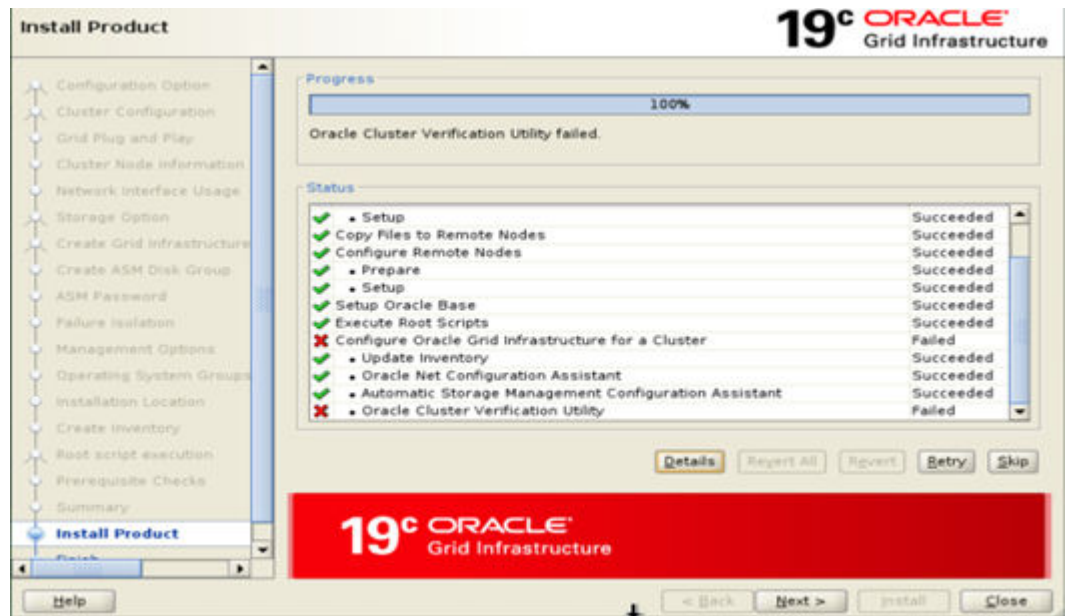 Install Product
19c ORACLE
Grid Infrastructure
Configuration Option
Cluster Configuration
Grid Plug and Play
Cluster Node Information
Network Interface Usage
Storage Option
Create Grid Infrastructure
Create ASM Disk Group
ASM Password
Failure Isolation
Management Options
Operating System Groups
Installation Location
Create Inventory
Root script execution
Prerequisite Checks
Summary
Install Product
Finish
Progress
100%
Oracle Cluster Verification Utility failed.
Status
• Setup Succeeded
Copy Files to Remote Nodes Succeeded
Configure Remote Nodes Succeeded
• Prepare Succeeded
• Setup Succeeded
Setup Oracle Base Succeeded
Execute Root Scripts Succeeded
Configure Oracle Grid Infrastructure for a Cluster Failed
• Update Inventory Succeeded
• Oracle Net Configuration Assistant Succeeded
• Automatic Storage Management Configuration Assistant Succeeded
• Oracle Cluster Verification Utility Failed
Details Revert All Revert Retry Skip
19c ORACLE
Grid Infrastructure
Help < Back Next > Install Close